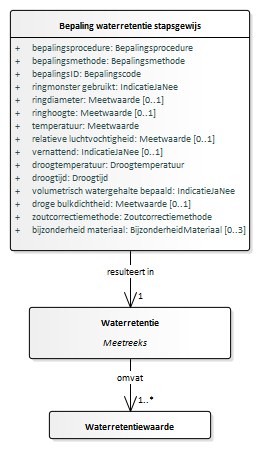 Bepaling waterretentie stapsgewijs
+ bepalingsprocedure: Bepalingsprocedure
+ bepalingsmethode: Bepalingsmethode
+ bepalingsID: Bepalingscode
+ ringmonster gebruikt: IndicatieJaNee
+ ringdiameter: Meetwaarde [0..1]
+ ringhoogte: Meetwaarde [0..1]
+ temperatuur: Meetwaarde
+ relatieve luchtvochtigheid: Meetwaarde [0..1]
+ vernattend: IndicatieJaNee [0..1]
+ droogtemperatuur: Droogtemperatuur
+ droogtijd: Droogtijd
+ volumetrisch watergehalte bepaald: IndicatieJaNee
+ droge bulkdichtheid: Meetwaarde [0..1]
+ zoutcorrectiemethode: Zoutcorrectiemethode
+ bijzonderheid materiaal: BijzonderheidMateriaal [0..3]
resulteert in
1
Waterretentie
Meetreeks
omvat
1..*
Waterretentiewaarde